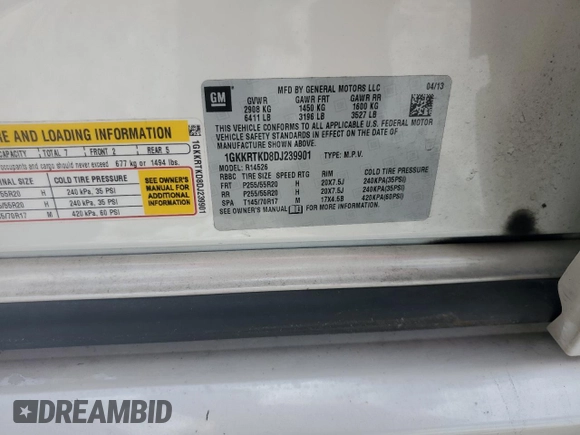 MFD BY GENERAL MOTORS LLC 04/13
GM
GVWR GAWR FRT GAWR RR
2908 KG 1450 KG 1600 KG
6411 LB 3196 LB 3527 LB
THIS VEHICLE CONFORMS TO ALL APPLICABLE U.S. FEDERAL MOTOR
VEHICLE SAFETY STANDARDS IN EFFECT ON THE DATE OF
MANUFACTURE SHOWN ABOVE.
1GKKRTKD8DJ239901 TYPE: M.P.V.
MODEL: R14526
RBBC TIRE SIZE SPEED RTG RIM COLD TIRE PRESSURE
FRT P255/55R20 H 20X7.5J 240KPA(35PSI)
RR P255/55R20 H 20X7.5J 240KPA(35PSI)
SPA T145/70R17 M 17X4.5B 420KPA(60PSI)
SEE OWNER'S MANUAL FOR MORE INFORMATION.
E AND LOADING INFORMATION
CAPACITY TOTAL 7 FRONT 2 REAR 5
occupants and cargo should never exceed 677 kg or 1494 lbs.
NAL SIZE COLD TIRE PRESSURE
/55R20 H 240 kPa, 35 PSI
/55R20 H 240 kPa, 35 PSI
/70R17 M 420 kPa, 60 PSI
SEE OWNER'S
MANUAL FOR
ADDITIONAL
INFORMATION
1GKKRTKD8DJ239901
DREAMBID